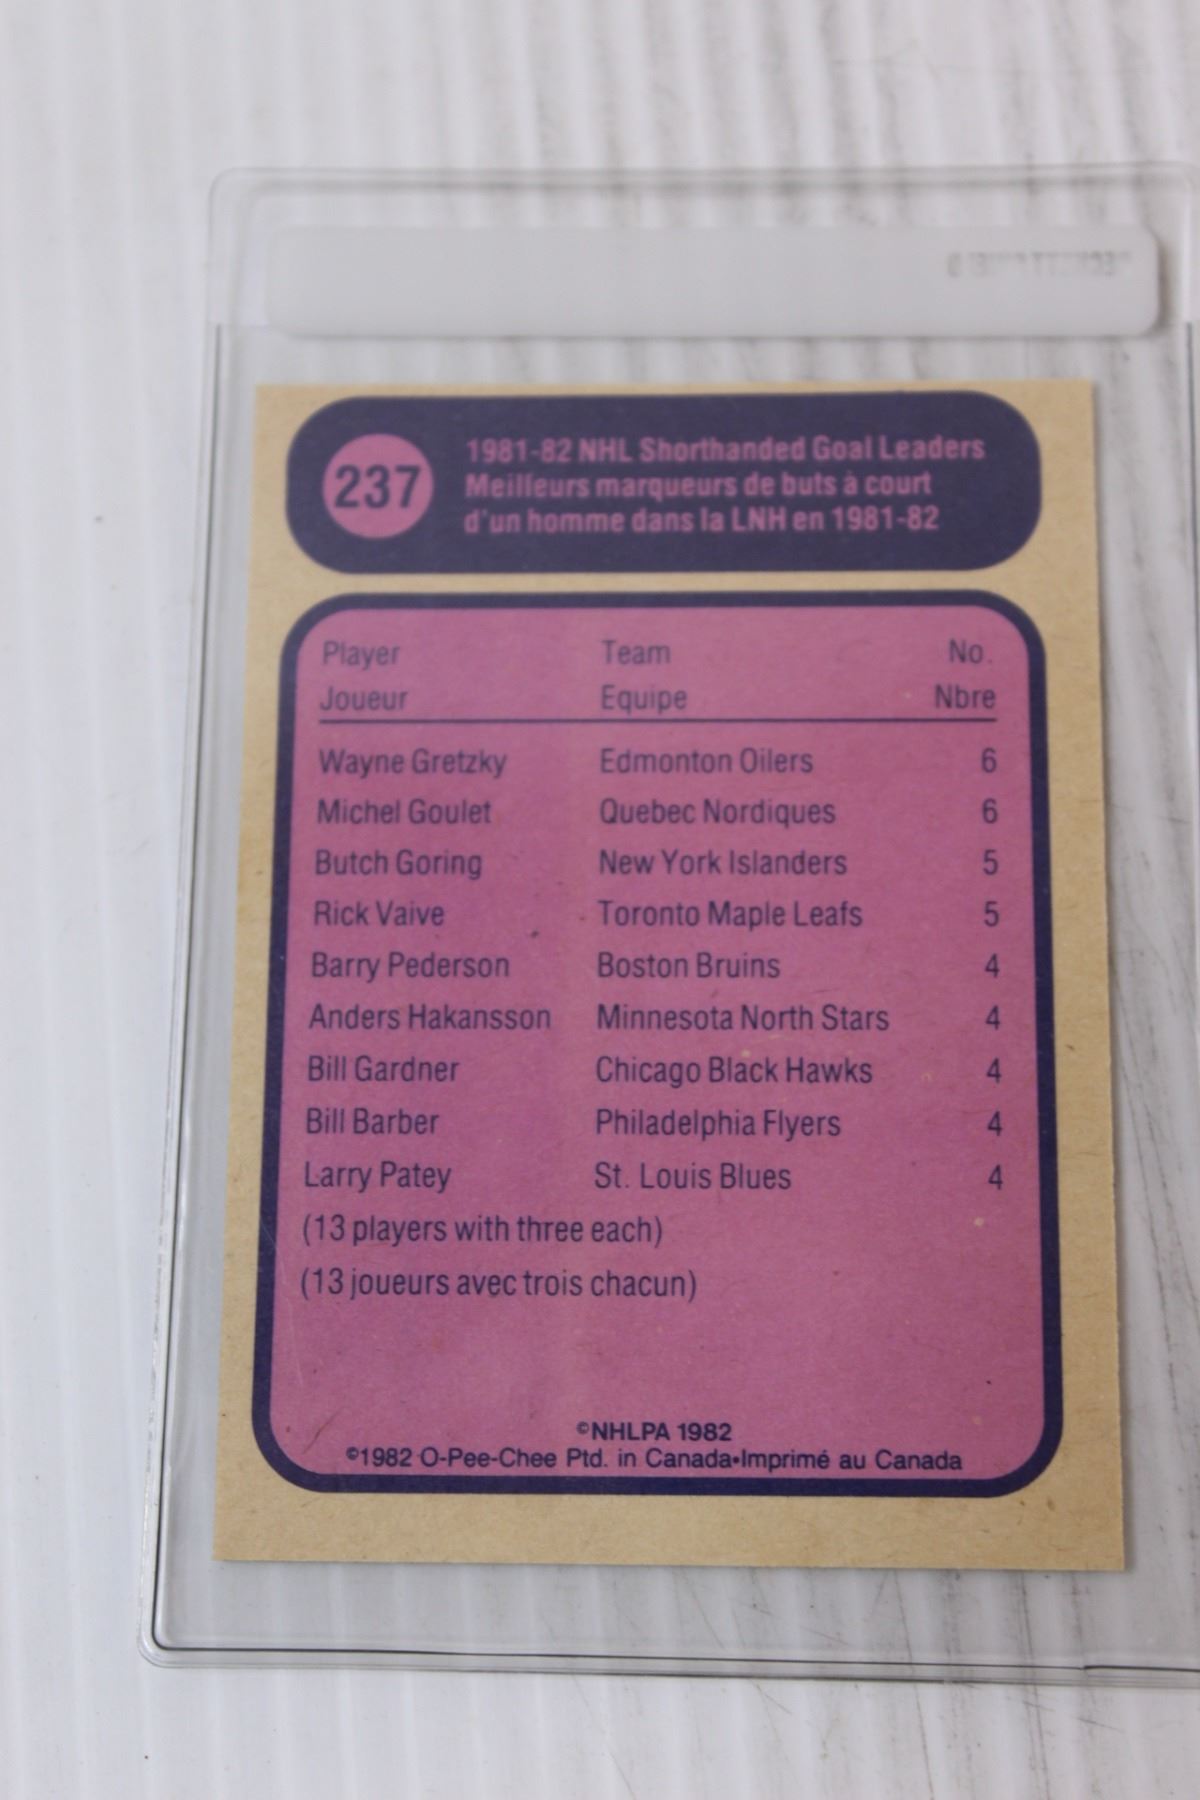 237
1981-82 NHL Shorthanded Goal Leaders
Meilleurs marqueurs de buts à court
d'un homme dans la LNH en 1981-82
Player Team No.
Joueur Equipe Nbre
Wayne Gretzky Edmonton Oilers 6
Michel Goulet Quebec Nordiques 6
Butch Goring New York Islanders 5
Rick Vaive Toronto Maple Leafs 5
Barry Pederson Boston Bruins 4
Anders Hakansson Minnesota North Stars 4
Bill Gardner Chicago Black Hawks 4
Bill Barber Philadelphia Flyers 4
Larry Patey St. Louis Blues 4
(13 players with three each)
(13 joueurs avec trois chacun)
©NHLPA 1982
©1982 O-Pee-Chee Ptd. in Canada•Imprimé au Canada